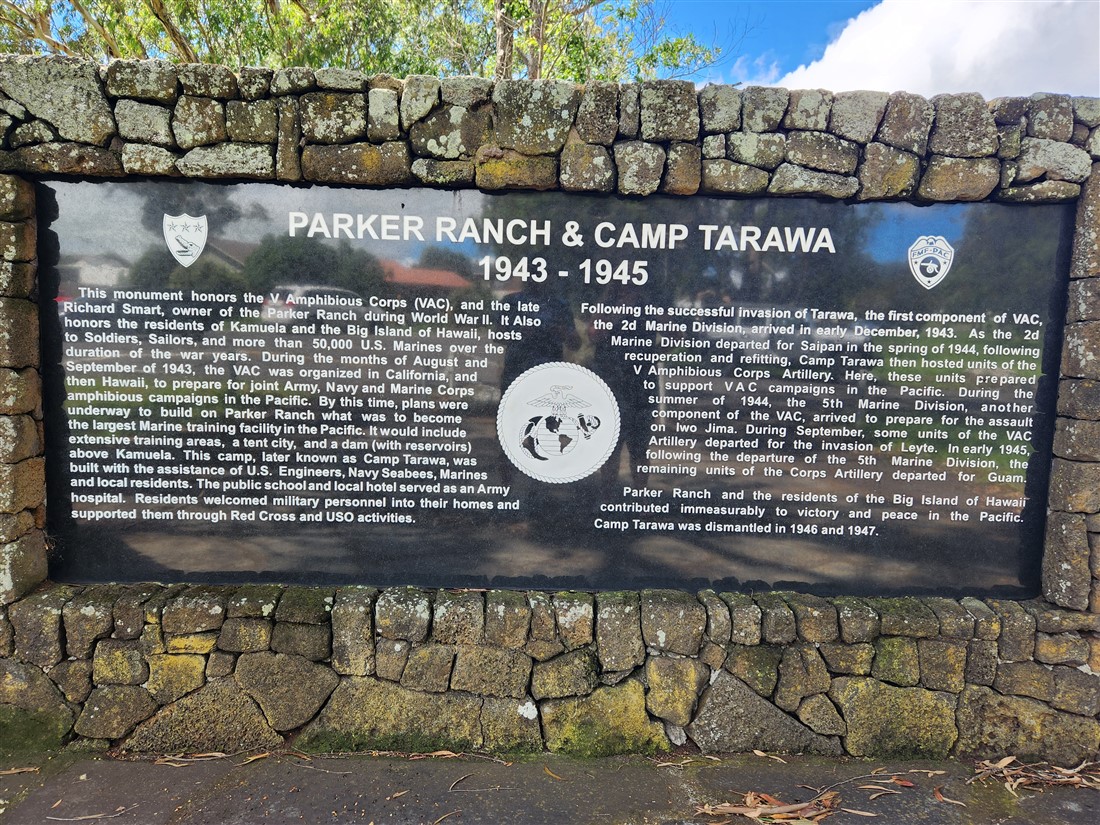 PARKER RANCH & CAMP TARAWA
1943 - 1945
FMF-PAC
This monument honors the V Amphibious Corps (VAC), and the late
Richard Smart, owner of the Parker Ranch during World War II. It Also
honors the residents of Kamuela and the Big Island of Hawaii, hosts
to Soldiers, Sailors, and more than 50,000 U.S. Marines over the
duration of the war years. During the months of August and
September of 1943, the VAC was organized in California, and
then Hawaii, to prepare for joint Army, Navy and Marine Corps
amphibious campaigns in the Pacific. By this time, plans were
underway to build on Parker Ranch what was to become
the largest Marine training facility in the Pacific. It would include
extensive training areas, a tent city, and a dam (with reservoirs)
above Kamuela. This camp, later known as Camp Tarawa, was
built with the assistance of U.S. Engineers, Navy Seabees, Marines
and local residents. The public school and local hotel served as an Army
hospital. Residents welcomed military personnel into their homes and
supported them through Red Cross and USO activities.
Following the successful invasion of Tarawa, the first component of VAC,
the 2d Marine Division, arrived in early December, 1943. As the 2d
Marine Division departed for Saipan in the spring of 1944, following
recuperation and refitting, Camp Tarawa then hosted units of the
V Amphibious Corps Artillery. Here, these units prepared
to support VAC campaigns in the Pacific. During the
summer of 1944, the 5th Marine Division, another
component of the VAC, arrived to prepare for the assault
on Iwo Jima. During September, some units of the VAC
Artillery departed for the invasion of Leyte. In early 1945,
following the departure of the 5th Marine Division, the
remaining units of the Corps Artillery departed for Guam.
Parker Ranch and the residents of the Big Island of Hawaii
contributed immeasurably to victory and peace in the Pacific.
Camp Tarawa was dismantled in 1946 and 1947.